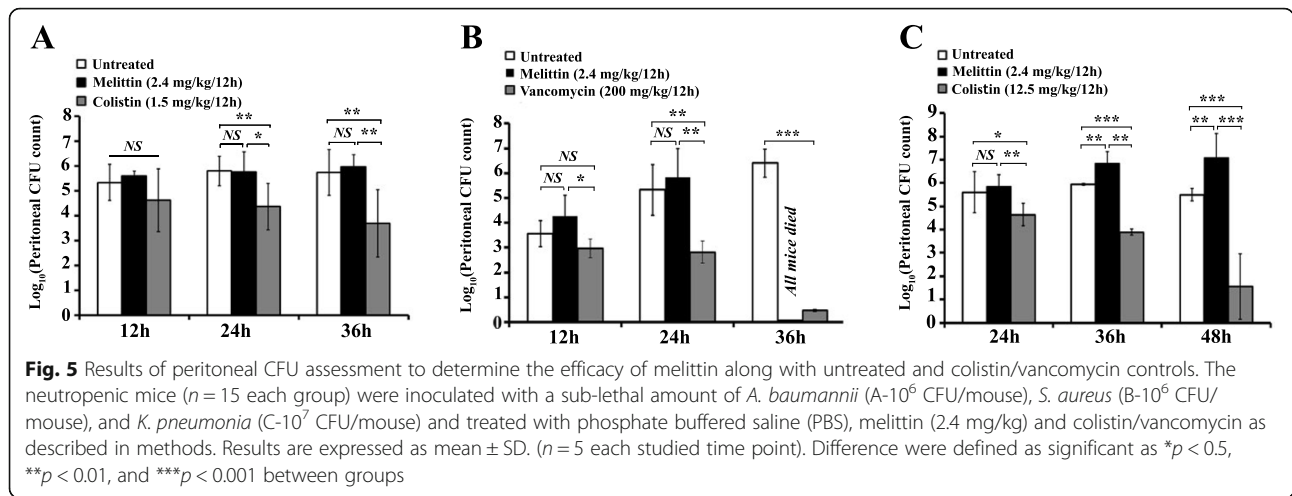 A
Untreated
Melittin (2.4 mg/kg/12h)
Colistin (1.5 mg/kg/12h)
Log10(Peritoneal CFU count)
8
7
6
5
4
3
2
1
0
NS
**
NS
*
**
NS
**
12h
24h
36h
B
Untreated
Melittin (2.4 mg/kg/12h)
Vancomycin (200 mg/kg/12h)
Log10(Peritoneal CFU count)
8
7
6
5
4
3
2
1
0
NS
NS
*
**
NS
**
***
All mice died
12h
24h
36h
C
Untreated
Melittin (2.4 mg/kg/12h)
Colistin (12.5 mg/kg/12h)
Log10(Peritoneal CFU count)
9
8
7
6
5
4
3
2
1
0
*
NS
**
***
**
**
***
**
***
24h
36h
48h
Fig. 5 Results of peritoneal CFU assessment to determine the efficacy of melittin along with untreated and colistin/vancomycin controls. The
neutropenic mice (n = 15 each group) were inoculated with a sub-lethal amount of A. baumannii (A-10⁶ CFU/mouse), S. aureus (B-10⁶ CFU/
mouse), and K. pneumonia (C-10⁷ CFU/mouse) and treated with phosphate buffered saline (PBS), melittin (2.4 mg/kg) and colistin/vancomycin as
described in methods. Results are expressed as mean ± SD. (n = 5 each studied time point). Difference were defined as significant as *p < 0.5,
**p < 0.01, and ***p < 0.001 between groups